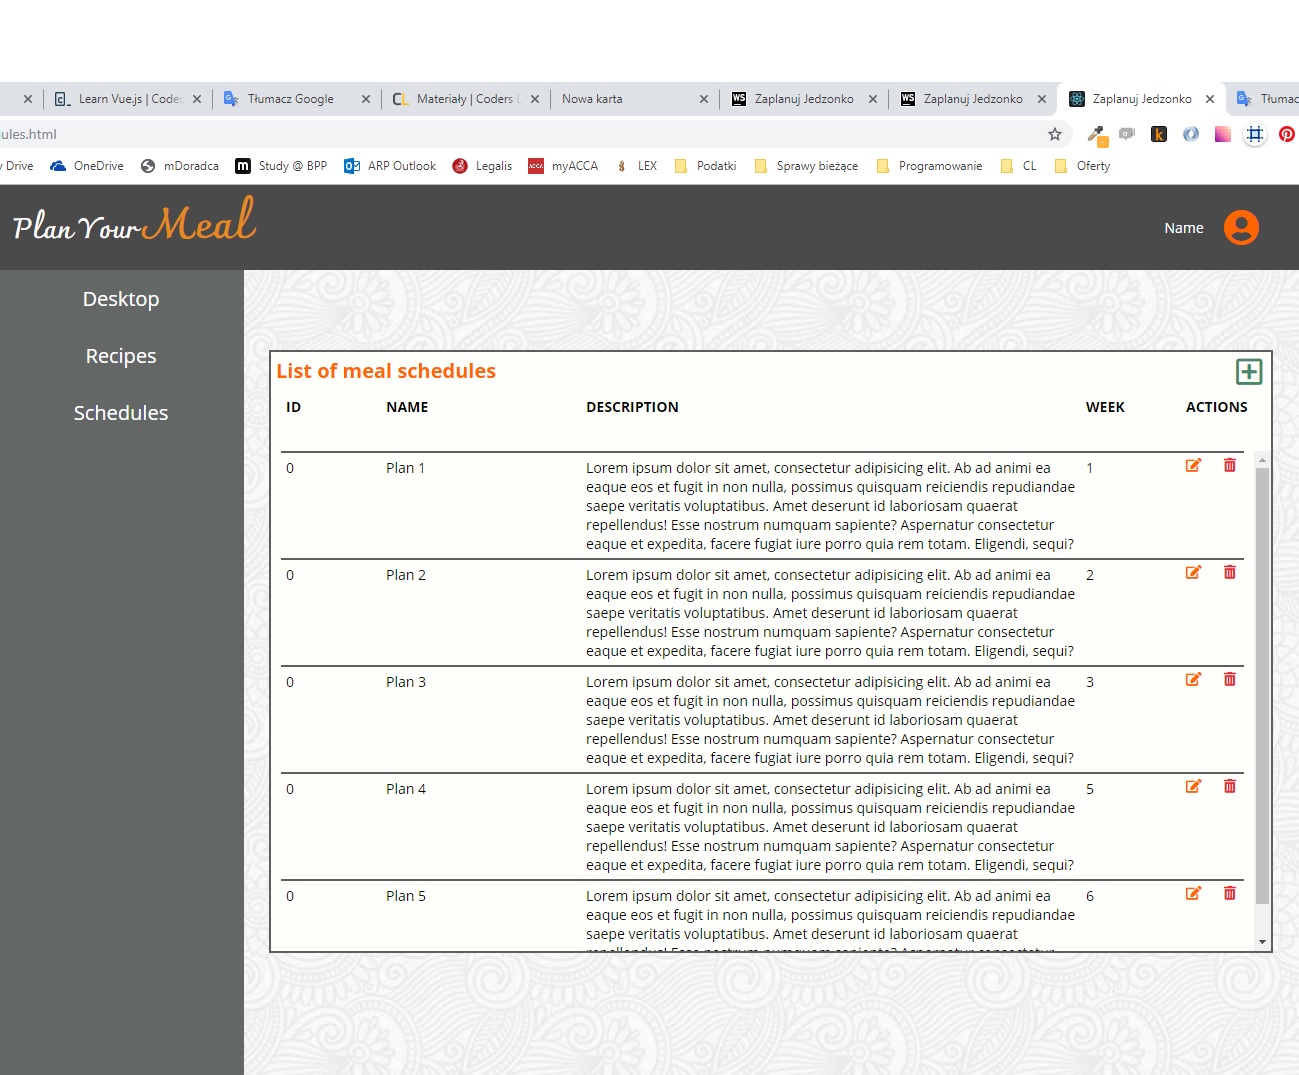 Learn Vue.js | Codec
Tłumacz Google
Materiały | Coders L
Nowa karta
WS Zaplanuj Jedzonko
WS Zaplanuj Jedzonko
Zaplanuj Jedzonko
Tłumac
ules.html
y Drive
OneDrive
mDoradca
Study @ BPP
ARP Outlook
Legalis
myACCA
LEX
Podatki
Sprawy bieżące
Programowanie
CL
Oferty
Plan Your Meal
Name
Desktop
Recipes
Schedules
List of meal schedules
ID NAME DESCRIPTION WEEK ACTIONS
0 Plan 1 Lorem ipsum dolor sit amet, consectetur adipisicing elit. Ab ad animi ea 1
eaque eos et fugit in non nulla, possimus quisquam reiciendis repudiandae
saepe veritatis voluptatibus. Amet deserunt id laboriosam quaerat
repellendus! Esse nostrum numquam sapiente? Aspernatur consectetur
eaque et expedita, facere fugiat iure porro quia rem totam. Eligendi, sequi?
0 Plan 2 Lorem ipsum dolor sit amet, consectetur adipisicing elit. Ab ad animi ea 2
eaque eos et fugit in non nulla, possimus quisquam reiciendis repudiandae
saepe veritatis voluptatibus. Amet deserunt id laboriosam quaerat
repellendus! Esse nostrum numquam sapiente? Aspernatur consectetur
eaque et expedita, facere fugiat iure porro quia rem totam. Eligendi, sequi?
0 Plan 3 Lorem ipsum dolor sit amet, consectetur adipisicing elit. Ab ad animi ea 3
eaque eos et fugit in non nulla, possimus quisquam reiciendis repudiandae
saepe veritatis voluptatibus. Amet deserunt id laboriosam quaerat
repellendus! Esse nostrum numquam sapiente? Aspernatur consectetur
eaque et expedita, facere fugiat iure porro quia rem totam. Eligendi, sequi?
0 Plan 4 Lorem ipsum dolor sit amet, consectetur adipisicing elit. Ab ad animi ea 5
eaque eos et fugit in non nulla, possimus quisquam reiciendis repudiandae
saepe veritatis voluptatibus. Amet deserunt id laboriosam quaerat
repellendus! Esse nostrum numquam sapiente? Aspernatur consectetur
eaque et expedita, facere fugiat iure porro quia rem totam. Eligendi, sequi?
0 Plan 5 Lorem ipsum dolor sit amet, consectetur adipisicing elit. Ab ad animi ea 6
eaque eos et fugit in non nulla, possimus quisquam reiciendis repudiandae
saepe veritatis voluptatibus. Amet deserunt id laboriosam quaerat